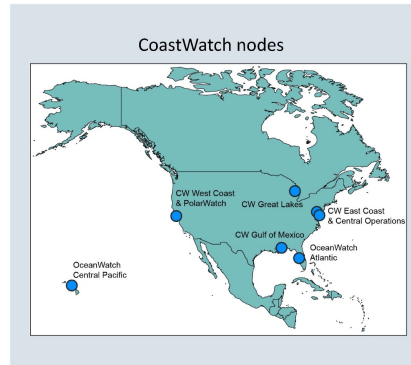 CoastWatch nodes
CW West Coast
& PolarWatch
CW Great Lakes
CW East Coast
& Central Operations
CW Gulf of Mexico
OceanWatch
Atlantic
OceanWatch
Central Pacific